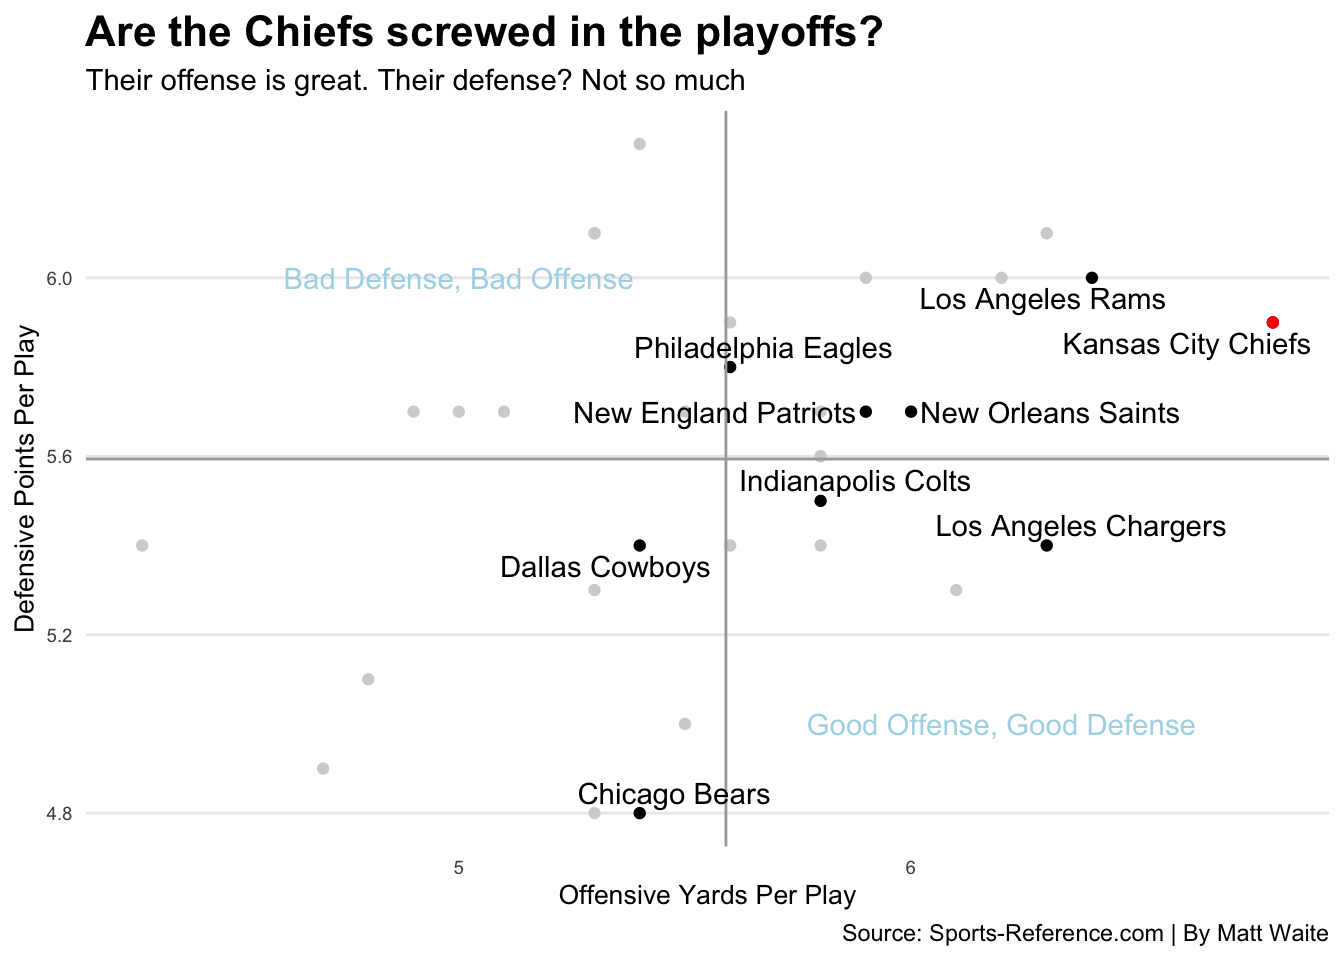 Are the Chiefs screwed in the playoffs?
Their offense is great. Their defense? Not so much
6.0
Bad Defense, Bad Offense
Los Angeles Rams
Kansas City Chiefs
Philadelphia Eagles
New England Patriots
New Orleans Saints
5.6
Indianapolis Colts
Los Angeles Chargers
Dallas Cowboys
5.2
Good Offense, Good Defense
Chicago Bears
4.8
Defensive Points Per Play
5
6
Offensive Yards Per Play
Source: Sports-Reference.com | By Matt Waite